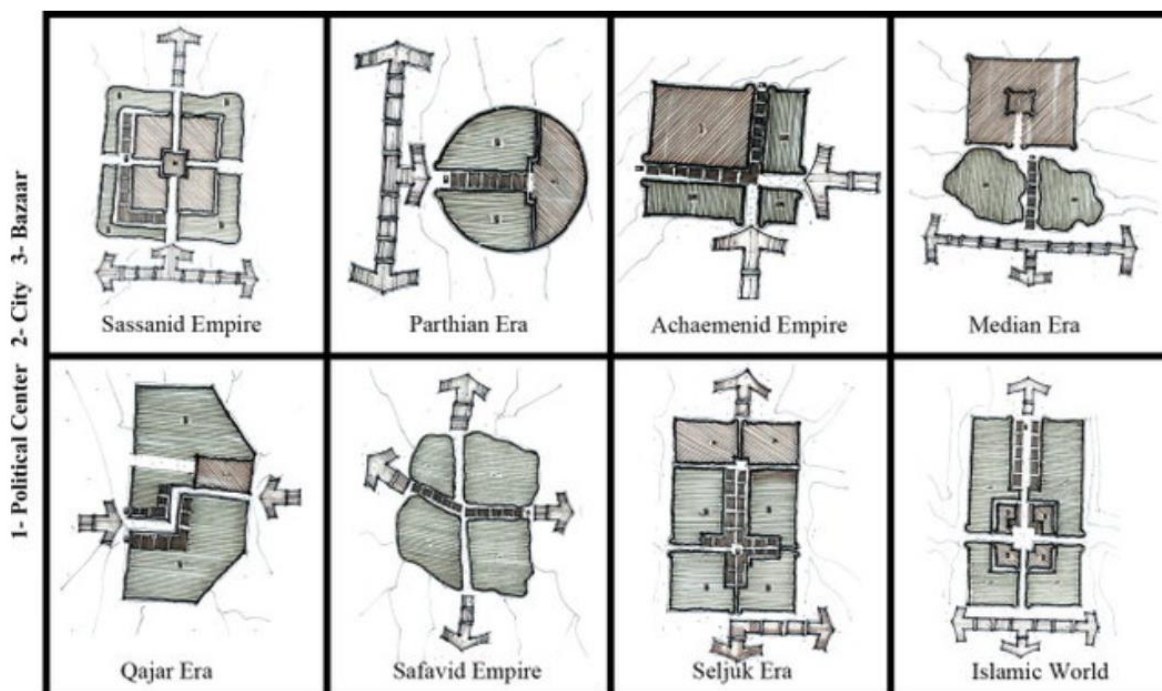 1- Political Center 2- City 3- Bazaar
Sassanid Empire
Parthian Era
Achaemenid Empire
Median Era
Qajar Era
Safavid Empire
Seljuk Era
Islamic World